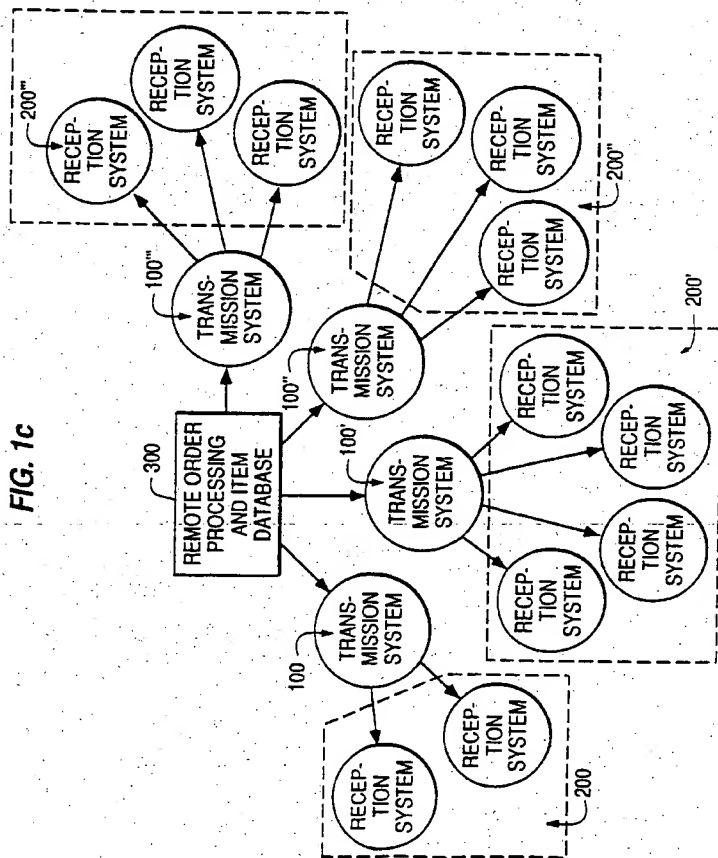 FIG. 1c
300
REMOTE ORDER
PROCESSING
AND ITEM
DATABASE
100
TRANS-
MISSION
SYSTEM
200
RECEP-
TION
SYSTEM
RECEP-
TION
SYSTEM
100'
TRANS-
MISSION
SYSTEM
200'
RECEP-
TION
SYSTEM
RECEP-
TION
SYSTEM
RECEP-
TION
SYSTEM
RECEP-
TION
SYSTEM
100"
TRANS-
MISSION
SYSTEM
200"
RECEP-
TION
SYSTEM
RECEP-
TION
SYSTEM
RECEP-
TION
SYSTEM
100'''
TRANS-
MISSION
SYSTEM
200'''
RECEP-
TION
SYSTEM
RECEP-
TION
SYSTEM
RECEP-
TION
SYSTEM